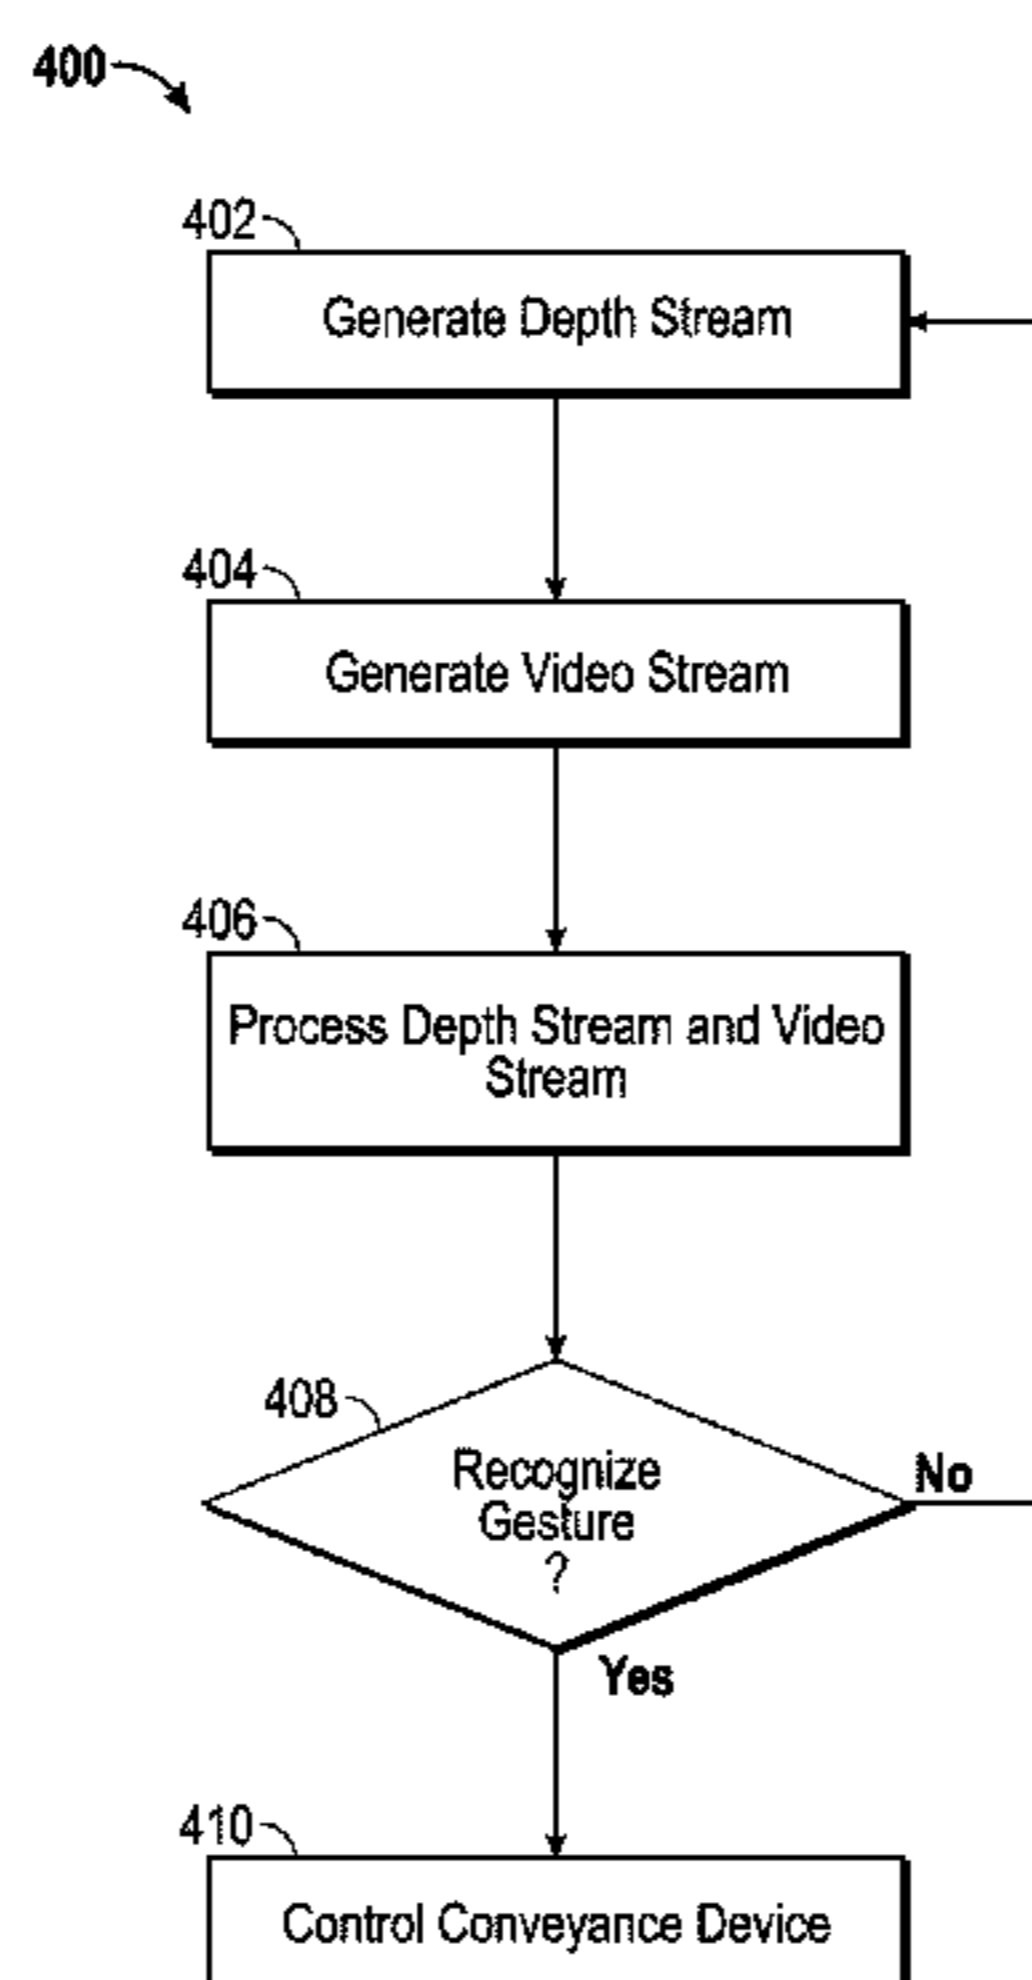 400
402
Generate Depth Stream
404
Generate Video Stream
406
Process Depth Stream and Video
Stream
408
Recognize
Gesture
?
No
Yes
410
Control Conveyance Device